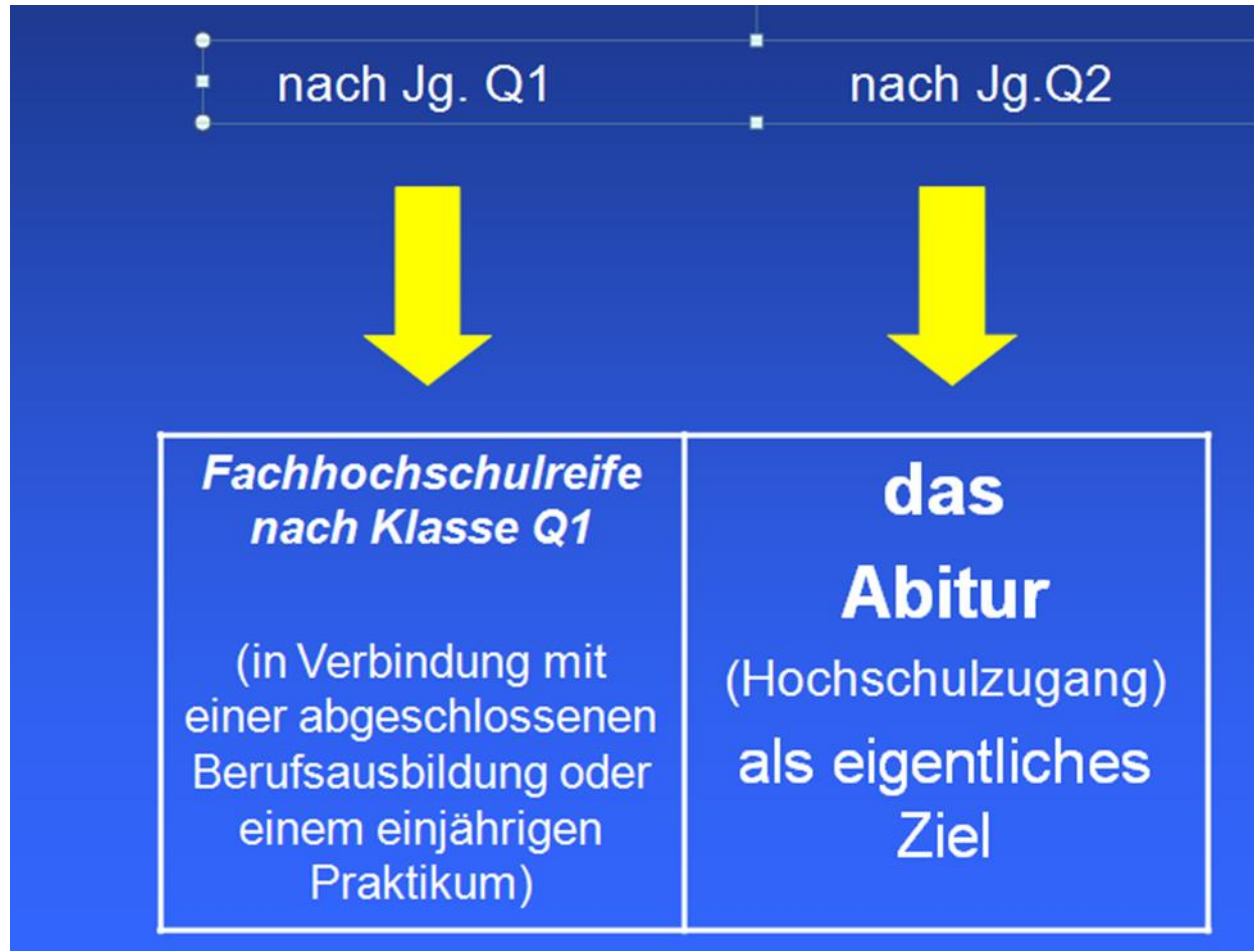 nach Jg. Q1
nach Jg.Q2
Fachhochschulreife
nach Klasse Q1
(in Verbindung mit
einer abgeschlossenen
Berufsausbildung oder
einem einjährigen
Praktikum)
das
Abitur
(Hochschulzugang)
als eigentliches
Ziel